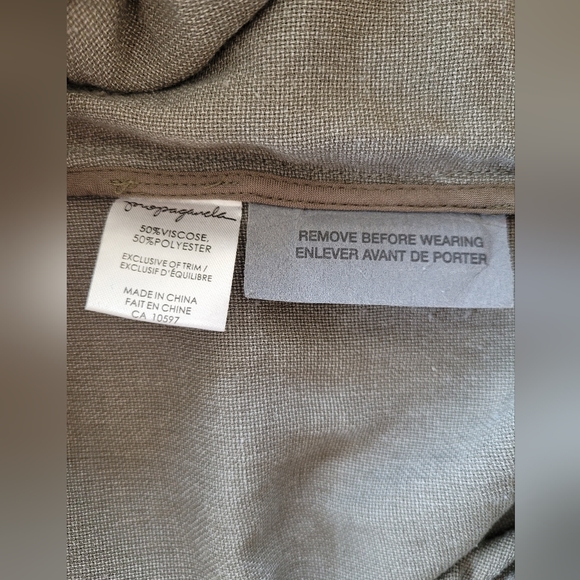 propaganda
50%VISCOSE,
50%POLYESTER
EXCLUSIVE OF TRIM /
EXCLUSIF D'ÉQUILIBRE
MADE IN CHINA
FAIT EN CHINE
CA 10597
REMOVE BEFORE WEARING
ENLEVER AVANT DE PORTER